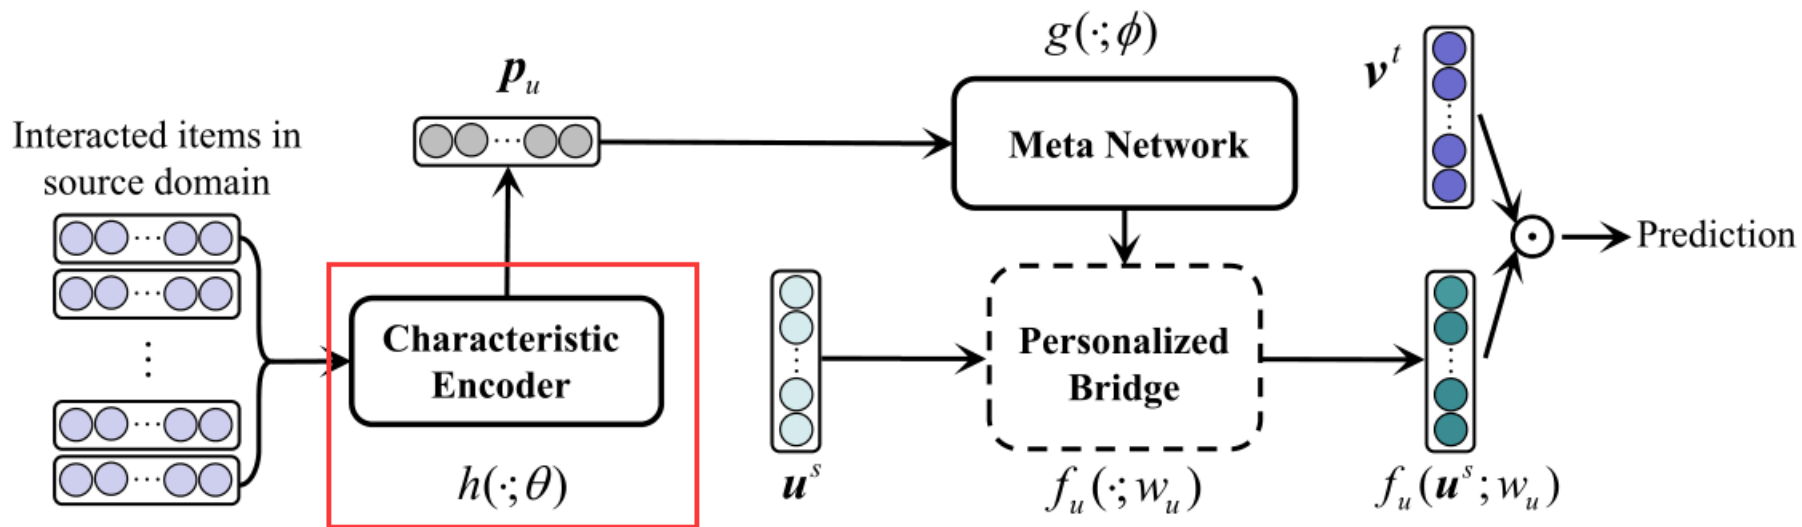 g(·;ϕ)
p_u
v^t
Interacted items in
source domain
Meta Network
Prediction
Characteristic
Encoder
Personalized
Bridge
h(·;θ)
u^s
f_u(·;w_u)
f_u(u^s;w_u)